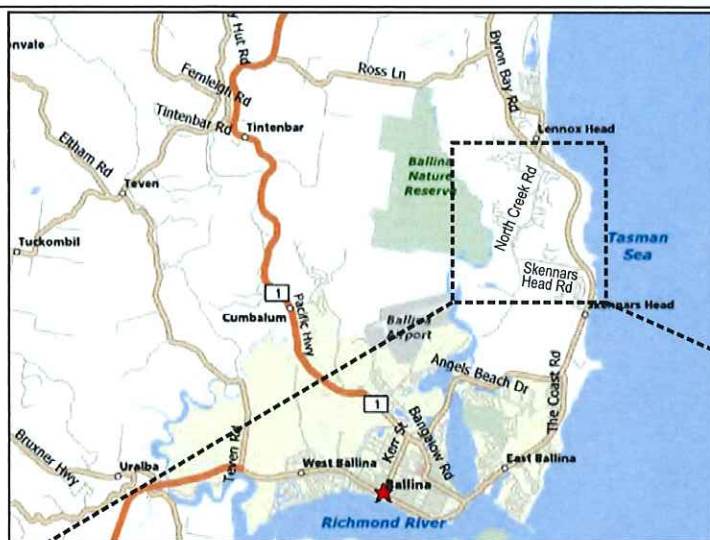 onvale
y Hut Rd
Ross Ln
Byron Bay Rd
Fernleigh Rd
Tintenbar Rd
Tintenbar
Lennox Head
Eltham Rd
Teven
Ballina
Nature
Reserve
North Creek Rd
Tuckombil
Tasman
Sea
Skennars
Head Rd
1
Cumbalum
Pacific Hwy
Skennars Head
Ballina
Airport
Angels Beach Dr
The Coast Rd
1
Bruxner Hwy
Uralba
Teven Rd
West Ballina
Kerr St
Bangalow Rd
East Ballina
Ballina
Richmond River